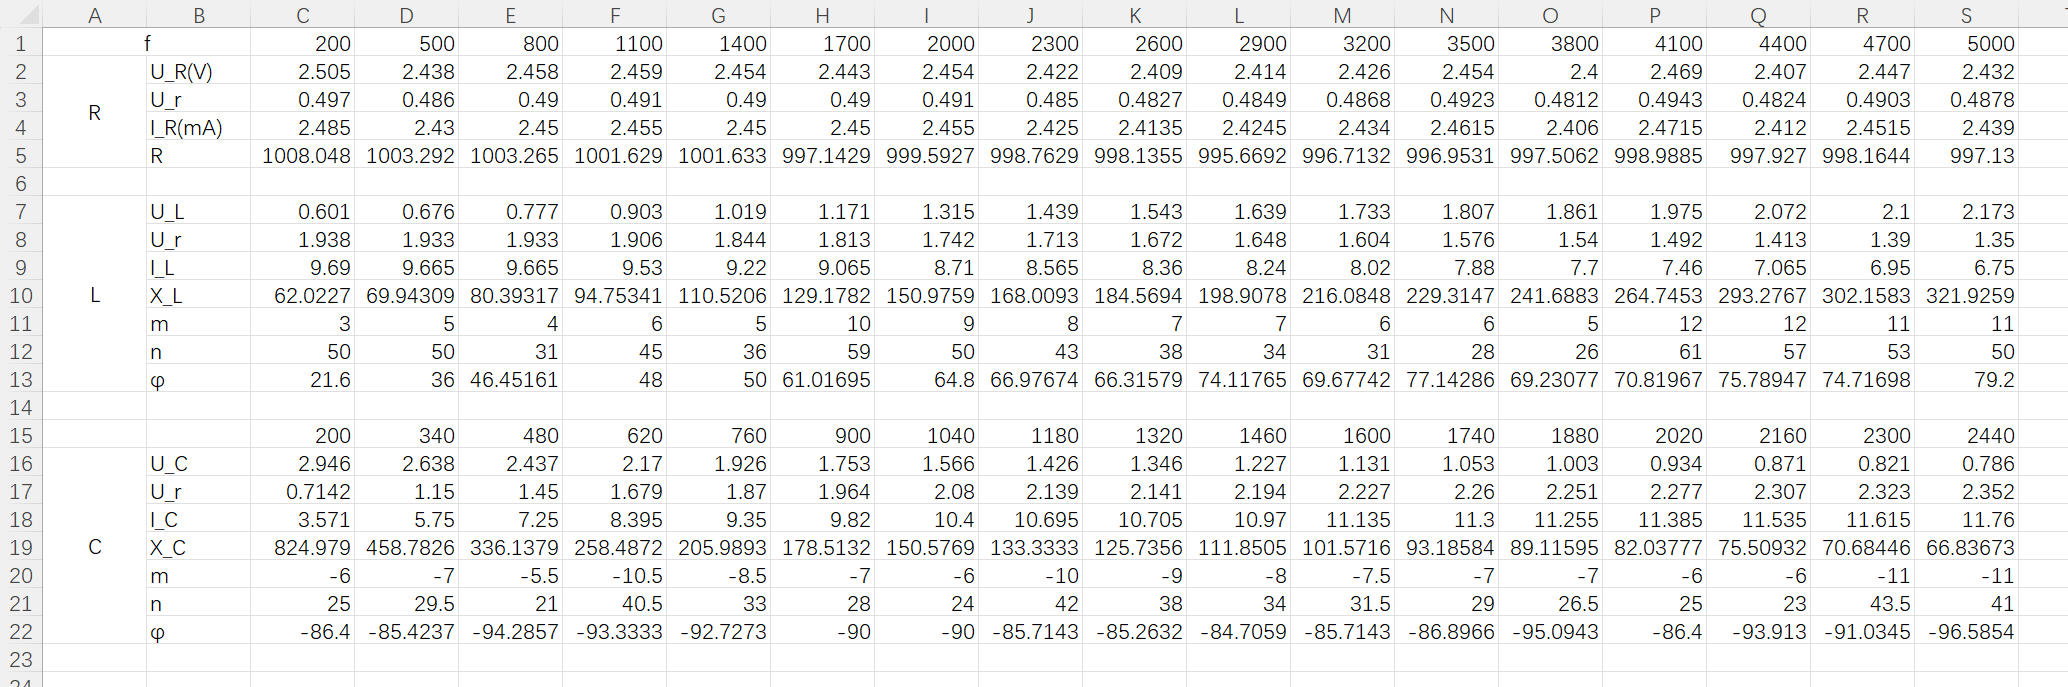 A B C D E F G H I J K L M N O P Q R S
1 f 200 500 800 1100 1400 1700 2000 2300 2600 2900 3200 3500 3800 4100 4400 4700 5000
2 U_R(V) 2.505 2.438 2.458 2.459 2.454 2.443 2.454 2.422 2.409 2.414 2.426 2.454 2.4 2.469 2.407 2.447 2.432
3 U_r 0.497 0.486 0.49 0.491 0.49 0.49 0.491 0.485 0.4827 0.4849 0.4868 0.4923 0.4812 0.4943 0.4824 0.4903 0.4878
R
4 I_R(mA) 2.485 2.43 2.45 2.455 2.45 2.45 2.455 2.425 2.4135 2.4245 2.434 2.4615 2.406 2.4715 2.412 2.4515 2.439
5 R 1008.048 1003.292 1003.265 1001.629 1001.633 997.1429 999.5927 998.7629 998.1355 995.6692 996.7132 996.9531 997.5062 998.9885 997.927 998.1644 997.13
6
7 U_L 0.601 0.676 0.777 0.903 1.019 1.171 1.315 1.439 1.543 1.639 1.733 1.807 1.861 1.975 2.072 2.1 2.173
8 U_r 1.938 1.933 1.933 1.906 1.844 1.813 1.742 1.713 1.672 1.648 1.604 1.576 1.54 1.492 1.413 1.39 1.35
9 I_L 9.69 9.665 9.665 9.53 9.22 9.065 8.71 8.565 8.36 8.24 8.02 7.88 7.7 7.46 7.065 6.95 6.75
10 L X_L 62.0227 69.94309 80.39317 94.75341 110.5206 129.1782 150.9759 168.0093 184.5694 198.9078 216.0848 229.3147 241.6883 264.7453 293.2767 302.1583 321.9259
11 m 3 5 4 6 5 10 9 8 7 7 6 6 5 12 12 11 11
12 n 50 50 31 45 36 59 50 43 38 34 31 28 26 61 57 53 50
13 φ 21.6 36 46.45161 48 50 61.01695 64.8 66.97674 66.31579 74.11765 69.67742 77.14286 69.23077 70.81967 75.78947 74.71698 79.2
14
15 200 340 480 620 760 900 1040 1180 1320 1460 1600 1740 1880 2020 2160 2300 2440
16 U_C 2.946 2.638 2.437 2.17 1.926 1.753 1.566 1.426 1.346 1.227 1.131 1.053 1.003 0.934 0.871 0.821 0.786
17 U_r 0.7142 1.15 1.45 1.679 1.87 1.964 2.08 2.139 2.141 2.194 2.227 2.26 2.251 2.277 2.307 2.323 2.352
18 I_C 3.571 5.75 7.25 8.395 9.35 9.82 10.4 10.695 10.705 10.97 11.135 11.3 11.255 11.385 11.535 11.615 11.76
19 C X_C 824.979 458.7826 336.1379 258.4872 205.9893 178.5132 150.5769 133.3333 125.7356 111.8505 101.5716 93.18584 89.11595 82.03777 75.50932 70.68446 66.83673
20 m -6 -7 -5.5 -10.5 -8.5 -7 -6 -10 -9 -8 -7.5 -7 -7 -6 -6 -11 -11
21 n 25 29.5 21 40.5 33 28 24 42 38 34 31.5 29 26.5 25 23 43.5 41
22 φ -86.4 -85.4237 -94.2857 -93.3333 -92.7273 -90 -90 -85.7143 -85.2632 -84.7059 -85.7143 -86.8966 -95.0943 -86.4 -93.913 -91.0345 -96.5854
23
24